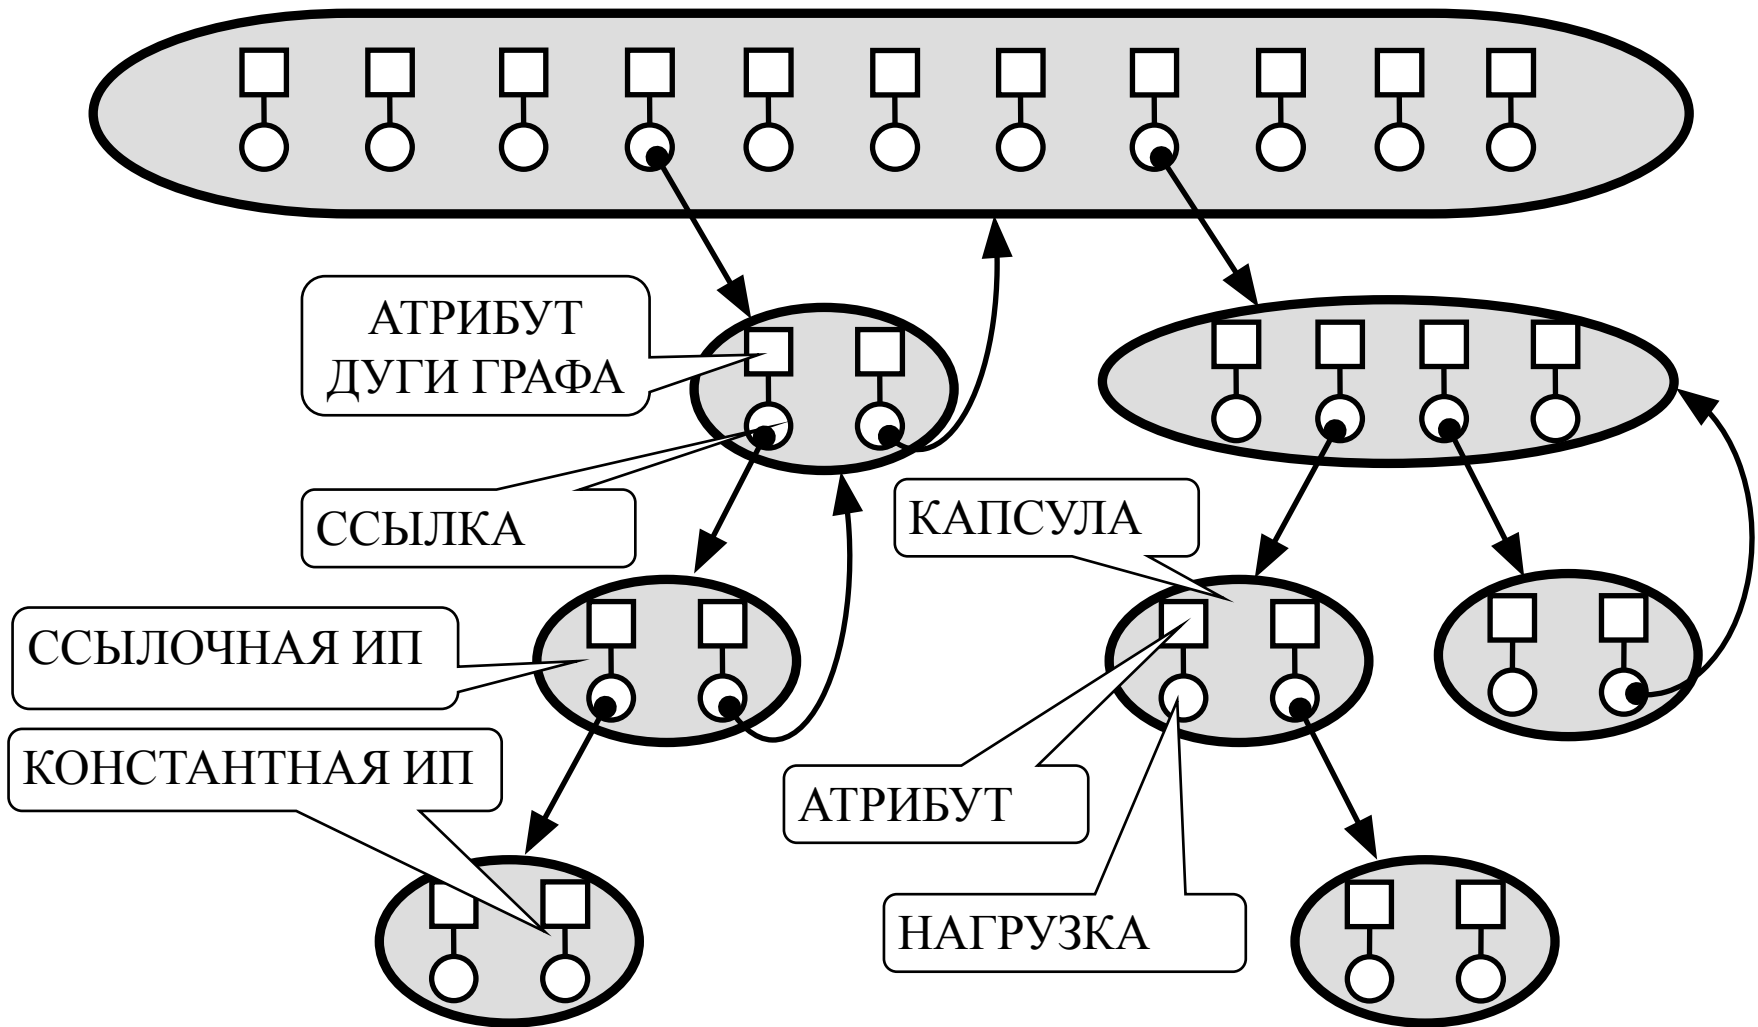 АТРИБУТ
ДУГИ ГРАФА
ССЫЛКА
КАПСУЛА
ССЫЛОЧНАЯ ИП
КОНСТАНТНАЯ ИП
АТРИБУТ
НАГРУЗКА